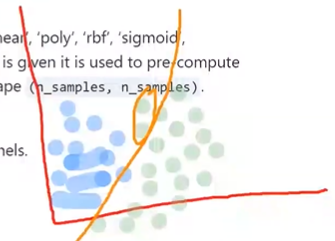 near', 'poly', 'rbf', 'sigmoid',
is given it is used to pre-compute
ape (n_samples, n_samples).
nels.